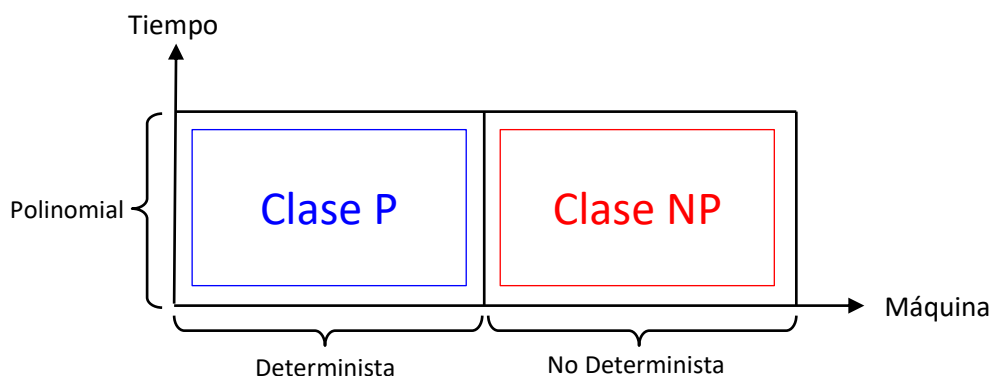 Tiempo
Polinomial
Clase P
Clase NP
Máquina
Determinista
No Determinista